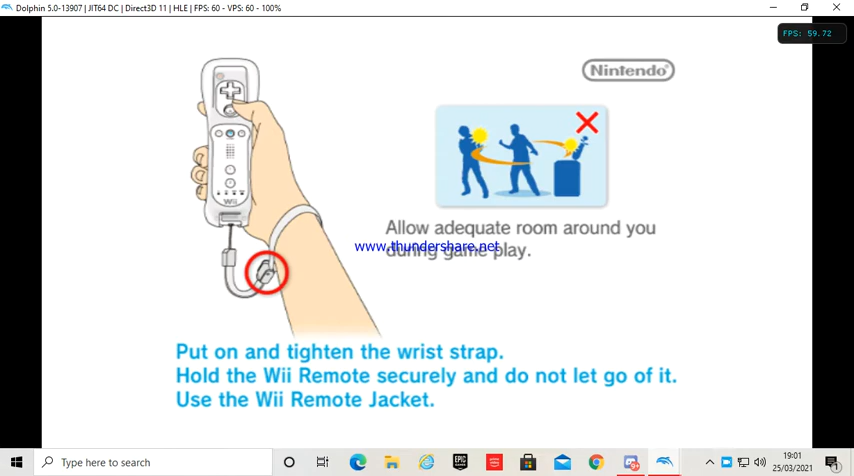 Dolphin 5.0-13907 | JIT64 DC | Direct3D 11 | HLE | FPS: 60 - VPS: 60 - 100%
FPS: 59.72
Nintendo®
Wii
Allow adequate room around you
during game play.
www.thundershare.net
Put on and tighten the wrist strap.
Hold the Wii Remote securely and do not let go of it.
Use the Wii Remote Jacket.
Type here to search
EPIC
GAMES
19:01
25/03/2021